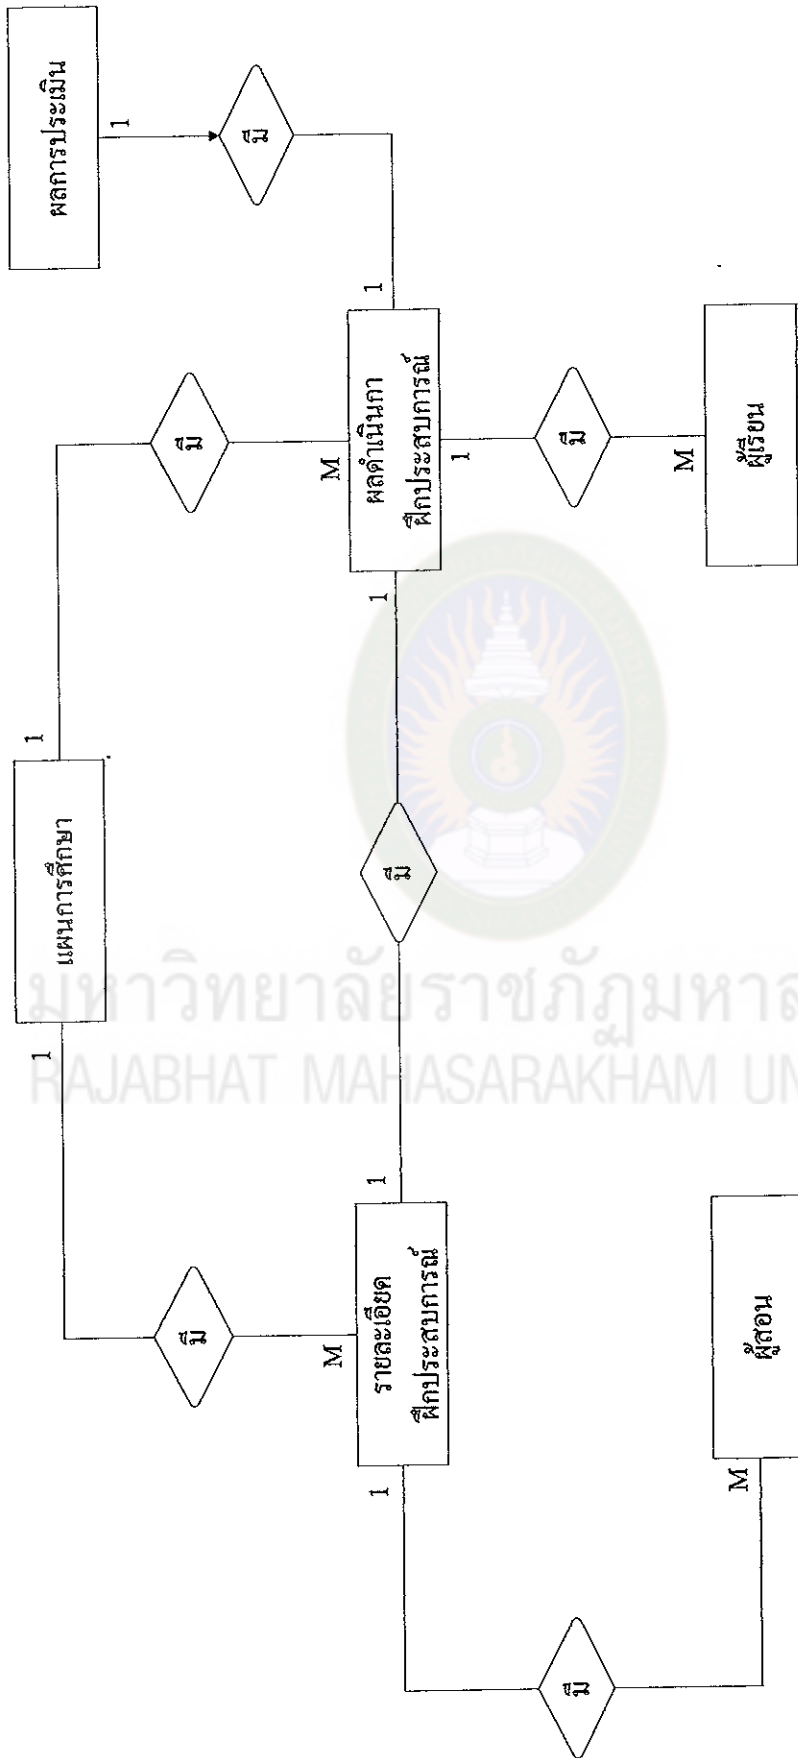 1
แผนการศึกษา
1
ผลการประเมิน
1
มี
มี
มี
M
M
1
1
รายละเอียด
ฝึกประสบการณ์
1
มี
1
ผลดำเนินกา
ฝึกประสบการณ์
1
มี
มี
M
M
ผู้สอน
ผู้เรียน
มหาวิทยาลัยราชภัฏมหาส
RAJABHAT MAHASARAKHAM UN